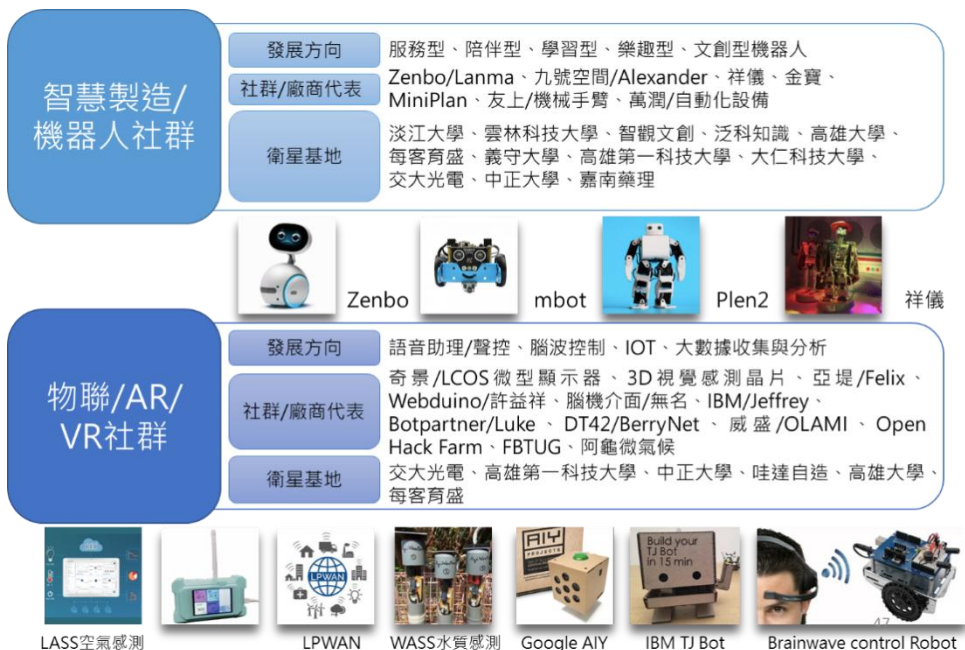 智慧製造/
機器人社群
發展方向
服務型、陪伴型、學習型、樂趣型、文創型機器人
社群/廠商代表
Zenbo/Lanma、九號空間/Alexander、祥儀、金寶、
MiniPlan、友上/機械手臂、萬潤/自動化設備
衛星基地
淡江大學、雲林科技大學、智觀文創、泛科知識、高雄大學、
每客育盛、義守大學、高雄第一科技大學、大仁科技大學、
交大光電、中正大學、嘉南藥理
Zenbo
mbot
Plen2
祥儀
物聯/AR/
VR社群
發展方向
語音助理/聲控、腦波控制、IOT、大數據收集與分析
社群/廠商代表
奇景/LCOS微型顯示器、3D視覺感測晶片、亞堤/Felix、
Webduino/許益祥、腦機介面/無名、IBM/Jeffrey、
Botpartner/Luke、DT42/BerryNet、威盛/OLAMI、Open
Hack Farm、FBTUG、阿龜微氣候
衛星基地
交大光電、高雄第一科技大學、中正大學、哇達自造、高雄大學、
每客育盛
LPWAN
AIY
PROJECTS
Build your
TJ Bot
in 15 min
47
LASS空氣感測
LPWAN
WASS水質感測
Google AIY
IBM TJ Bot
Brainwave control Robot